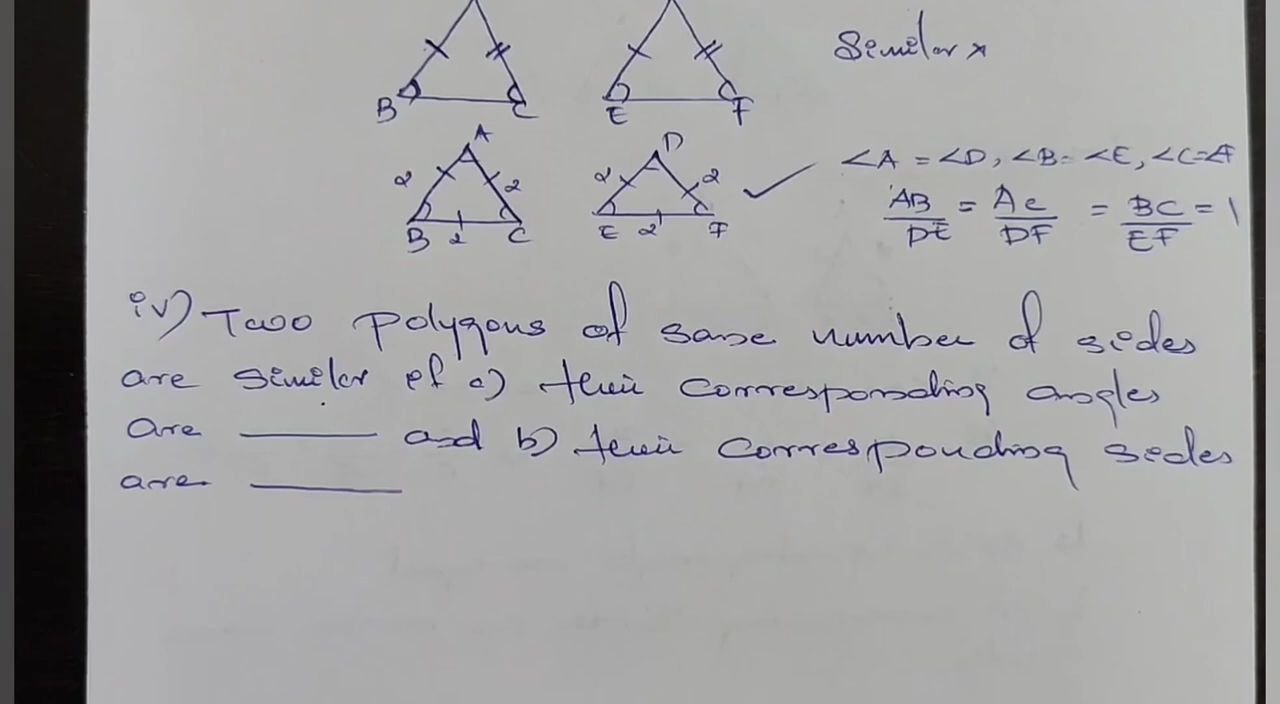 Similar x
B C E F
A D
∠A = ∠D, ∠B = ∠E, ∠C = ∠F
2 2 2 2
AB/DE = AC/DF = BC/EF = 1
B 2 C E 2 F
iv) Two polygons of same number of sides
are similar if a) their corresponding angles
are ______ and b) their corresponding sides
are ______